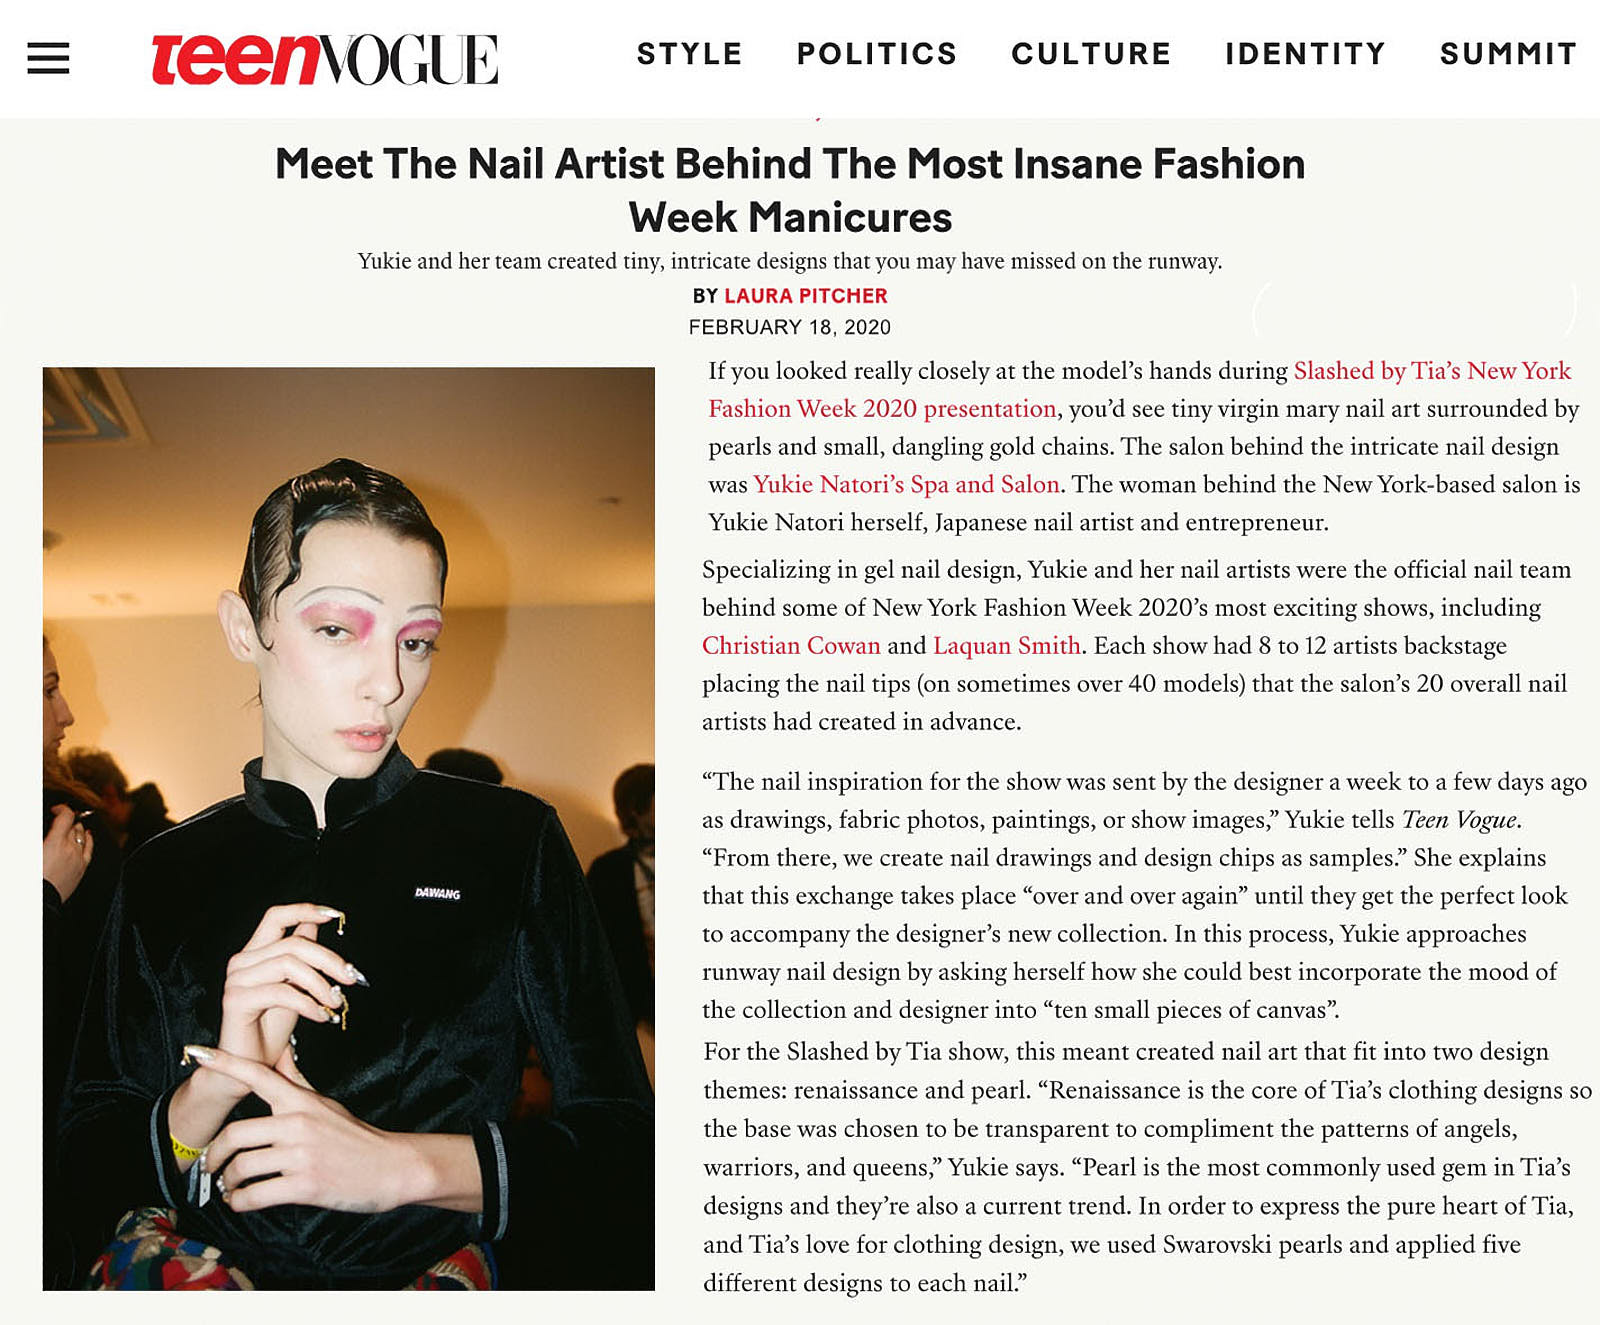 teenVOGUE
STYLE POLITICS CULTURE IDENTITY SUMMIT
Meet The Nail Artist Behind The Most Insane Fashion
Week Manicures
Yukie and her team created tiny, intricate designs that you may have missed on the runway.
BY LAURA PITCHER
FEBRUARY 18, 2020
If you looked really closely at the model’s hands during Slashed by Tia’s New York
Fashion Week 2020 presentation, you’d see tiny virgin mary nail art surrounded by
pearls and small, dangling gold chains. The salon behind the intricate nail design
was Yukie Natori’s Spa and Salon. The woman behind the New York-based salon is
Yukie Natori herself, Japanese nail artist and entrepreneur.
Specializing in gel nail design, Yukie and her nail artists were the official nail team
behind some of New York Fashion Week 2020’s most exciting shows, including
Christian Cowan and Laquan Smith. Each show had 8 to 12 artists backstage
placing the nail tips (on sometimes over 40 models) that the salon’s 20 overall nail
artists had created in advance.
“The nail inspiration for the show was sent by the designer a week to a few days ago
as drawings, fabric photos, paintings, or show images,” Yukie tells Teen Vogue.
“From there, we create nail drawings and design chips as samples.” She explains
that this exchange takes place “over and over again” until they get the perfect look
to accompany the designer’s new collection. In this process, Yukie approaches
runway nail design by asking herself how she could best incorporate the mood of
the collection and designer into “ten small pieces of canvas”.
For the Slashed by Tia show, this meant created nail art that fit into two design
themes: renaissance and pearl. “Renaissance is the core of Tia’s clothing designs so
the base was chosen to be transparent to compliment the patterns of angels,
warriors, and queens,” Yukie says. “Pearl is the most commonly used gem in Tia’s
designs and they’re also a current trend. In order to express the pure heart of Tia,
and Tia’s love for clothing design, we used Swarovski pearls and applied five
different designs to each nail.”
DAWANG